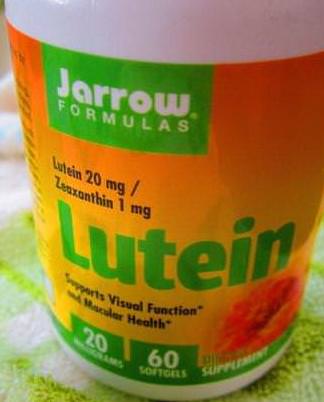 Jarrow®
FORMULAS
Lutein 20 mg /
Zeaxanthin 1 mg
Lutein
Supports Visual Function*
and Macular Health*
20
MILLIGRAMS
60
SOFTGELS
SUPPLEMENT